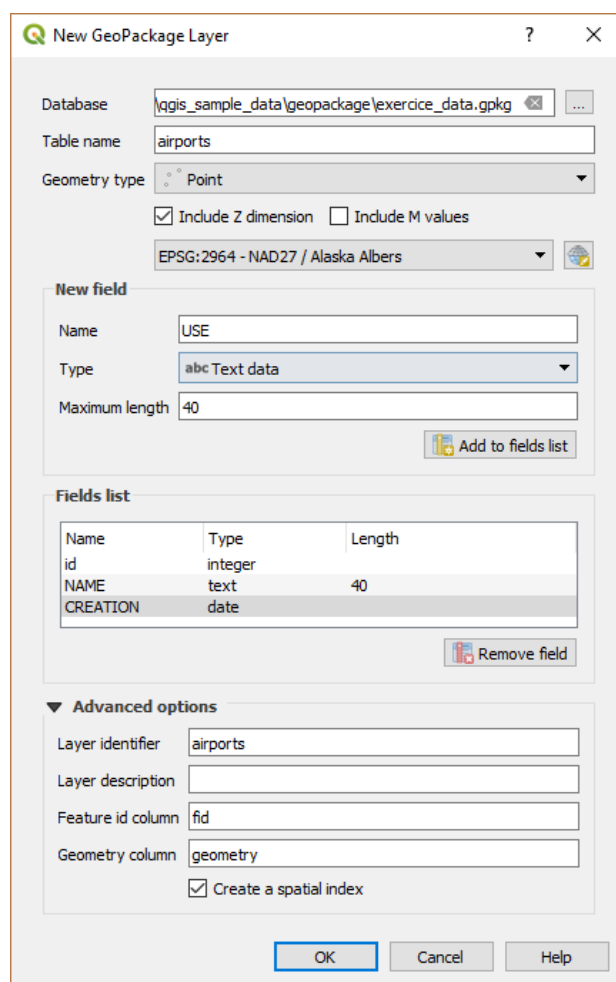 New GeoPackage Layer ?
Database \qgis_sample_data\geopackage\exercice_data.gpkg ...
Table name airports
Geometry type Point
Include Z dimension Include M values
EPSG:2964 - NAD27 / Alaska Albers
New field
Name USE
Type abc Text data
Maximum length 40
Add to fields list
Fields list
Name Type Length
id integer
NAME text 40
CREATION date
Remove field
Advanced options
Layer identifier airports
Layer description
Feature id column fid
Geometry column geometry
Create a spatial index
OK Cancel Help